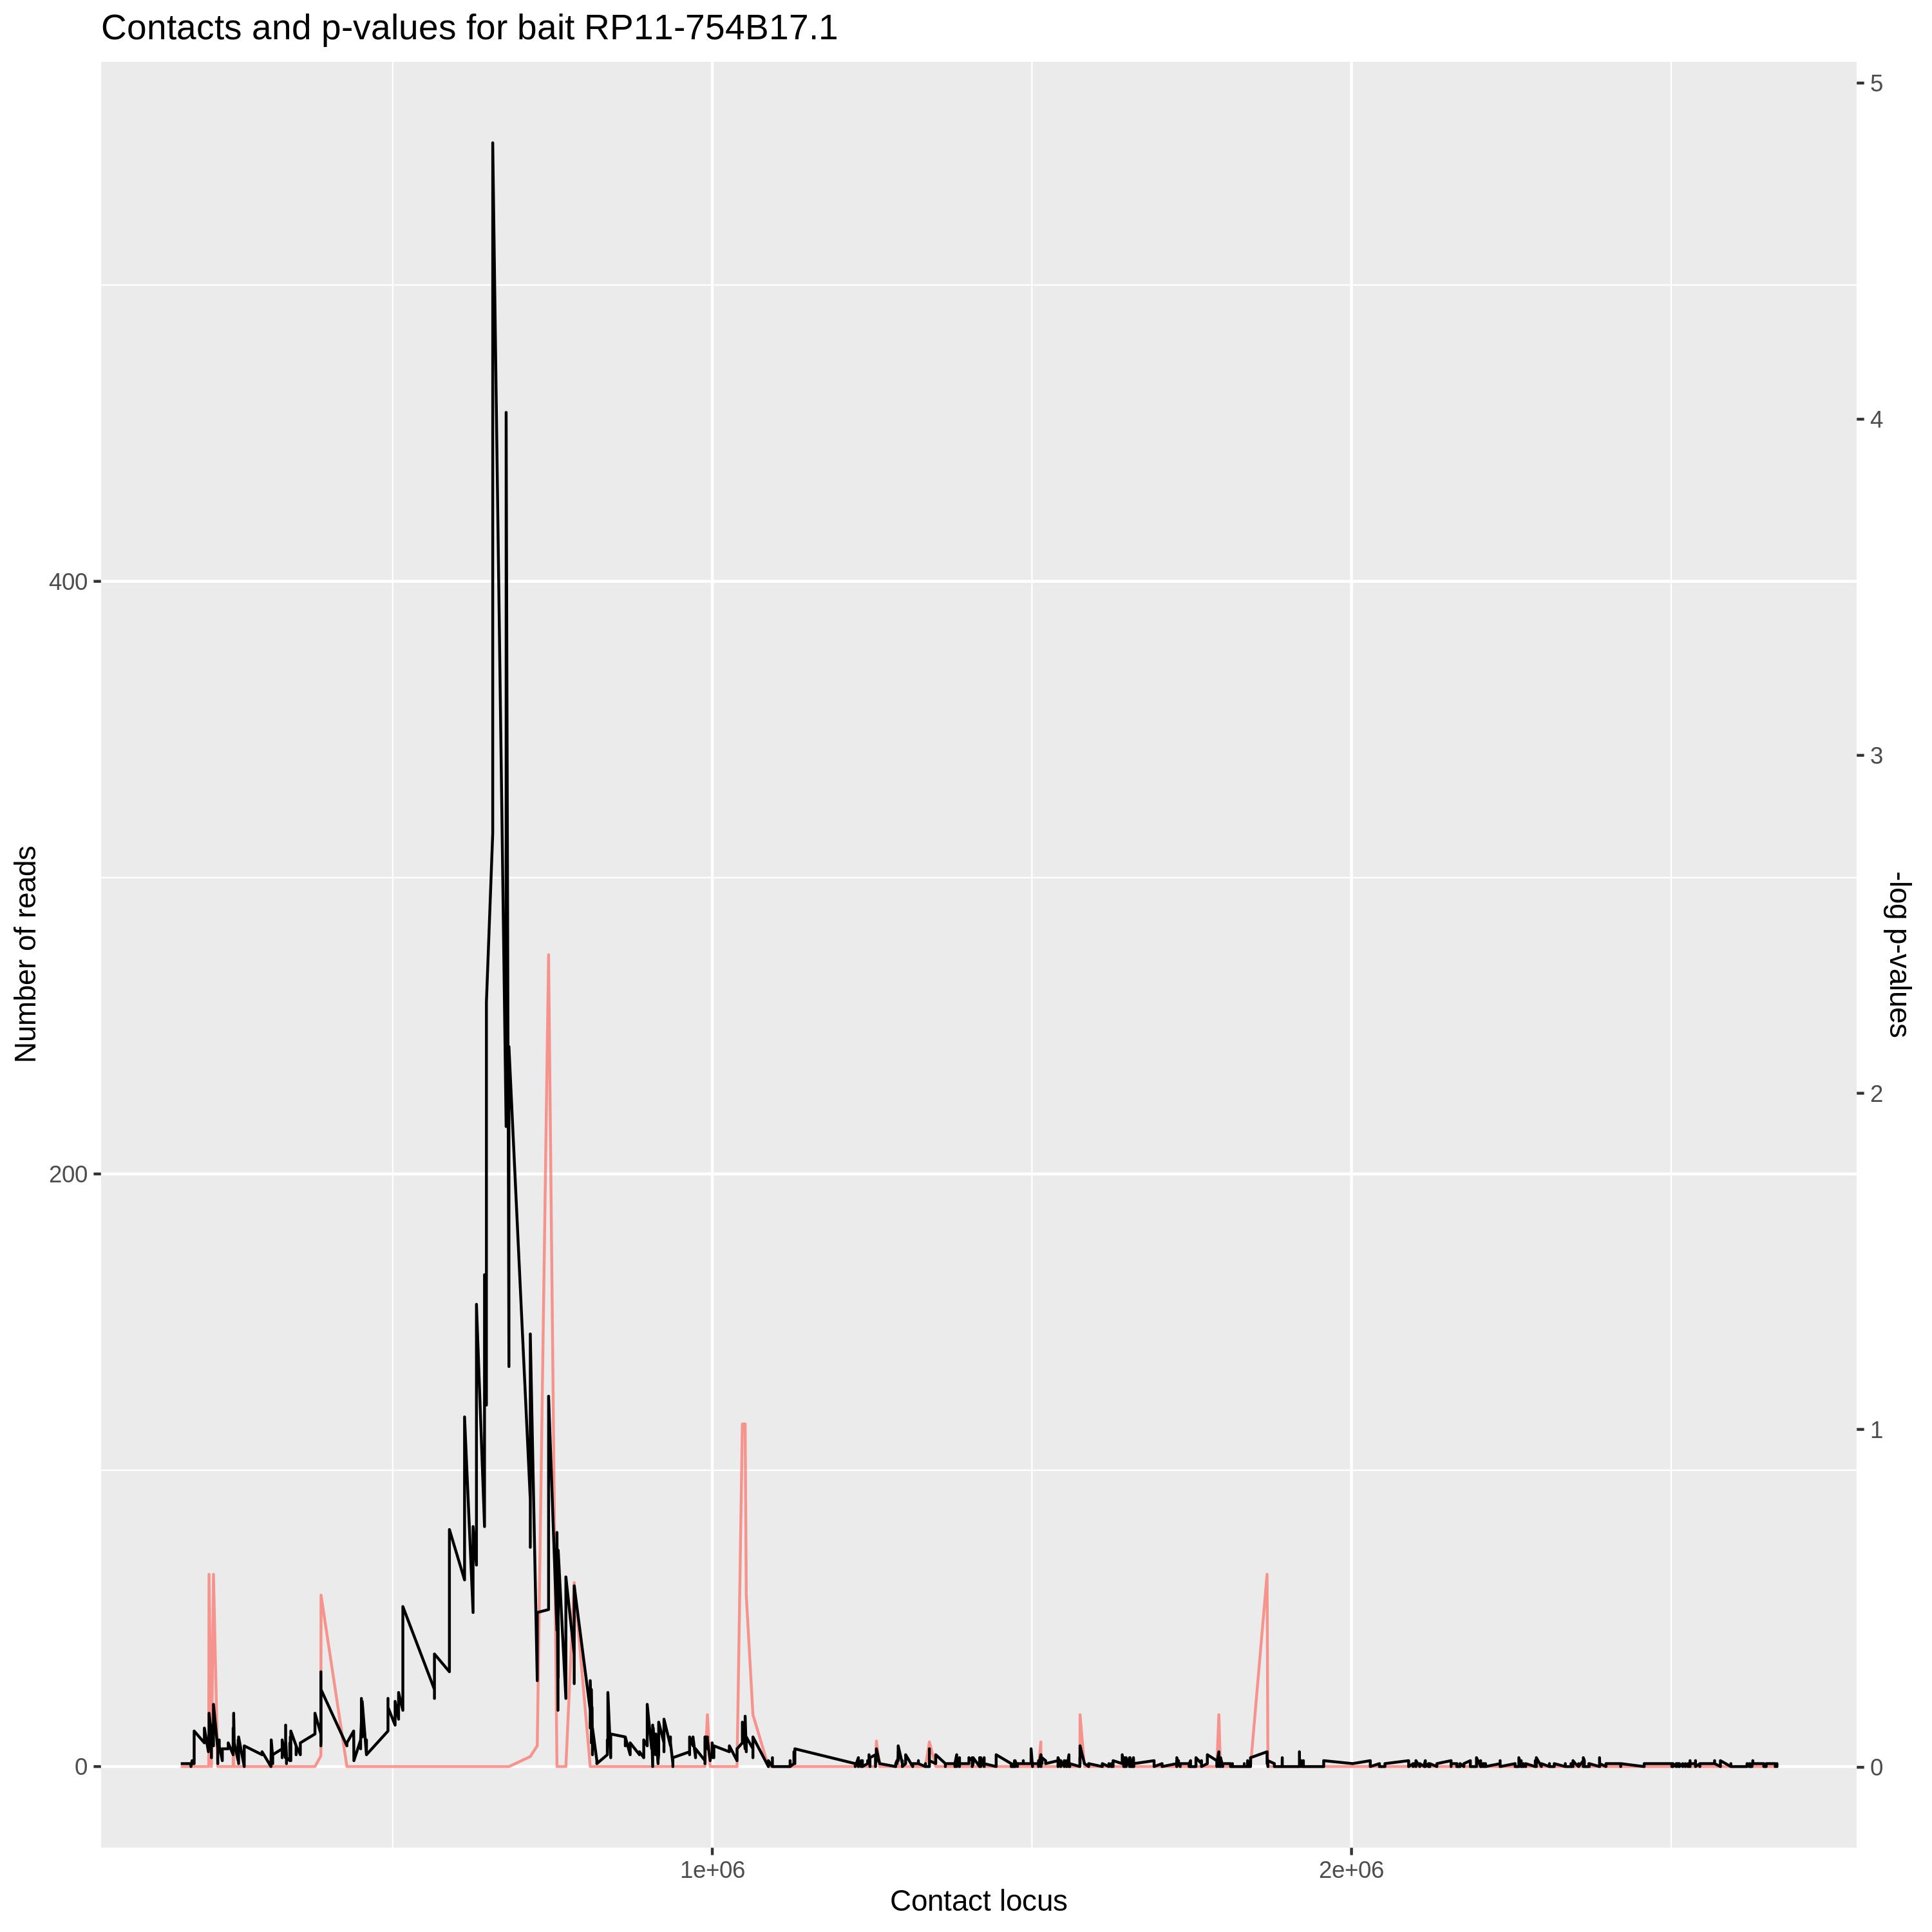 Contacts and p-values for bait RP11-754B17.1
5
4
400
3
Number of reads
-log p-values
2
200
1
0
0
1e+06
2e+06
Contact locus